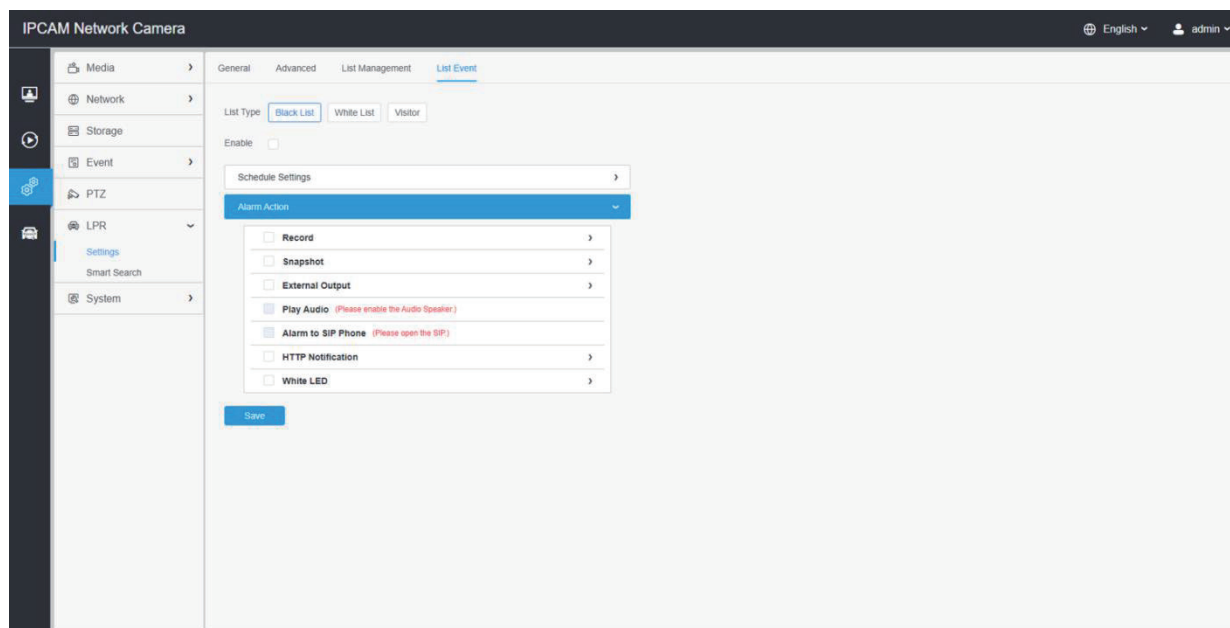 IPCAM Network Camera
English
admin
Media
Network
Storage
Event
PTZ
LPR
Settings
Smart Search
System
General Advanced List Management List Event
List Type Black List White List Visitor
Enable
Schedule Settings
Alarm Action
Record
Snapshot
External Output
Play Audio (Please enable the Audio Speaker.)
Alarm to SIP Phone (Please open the SIP.)
HTTP Notification
White LED
Save